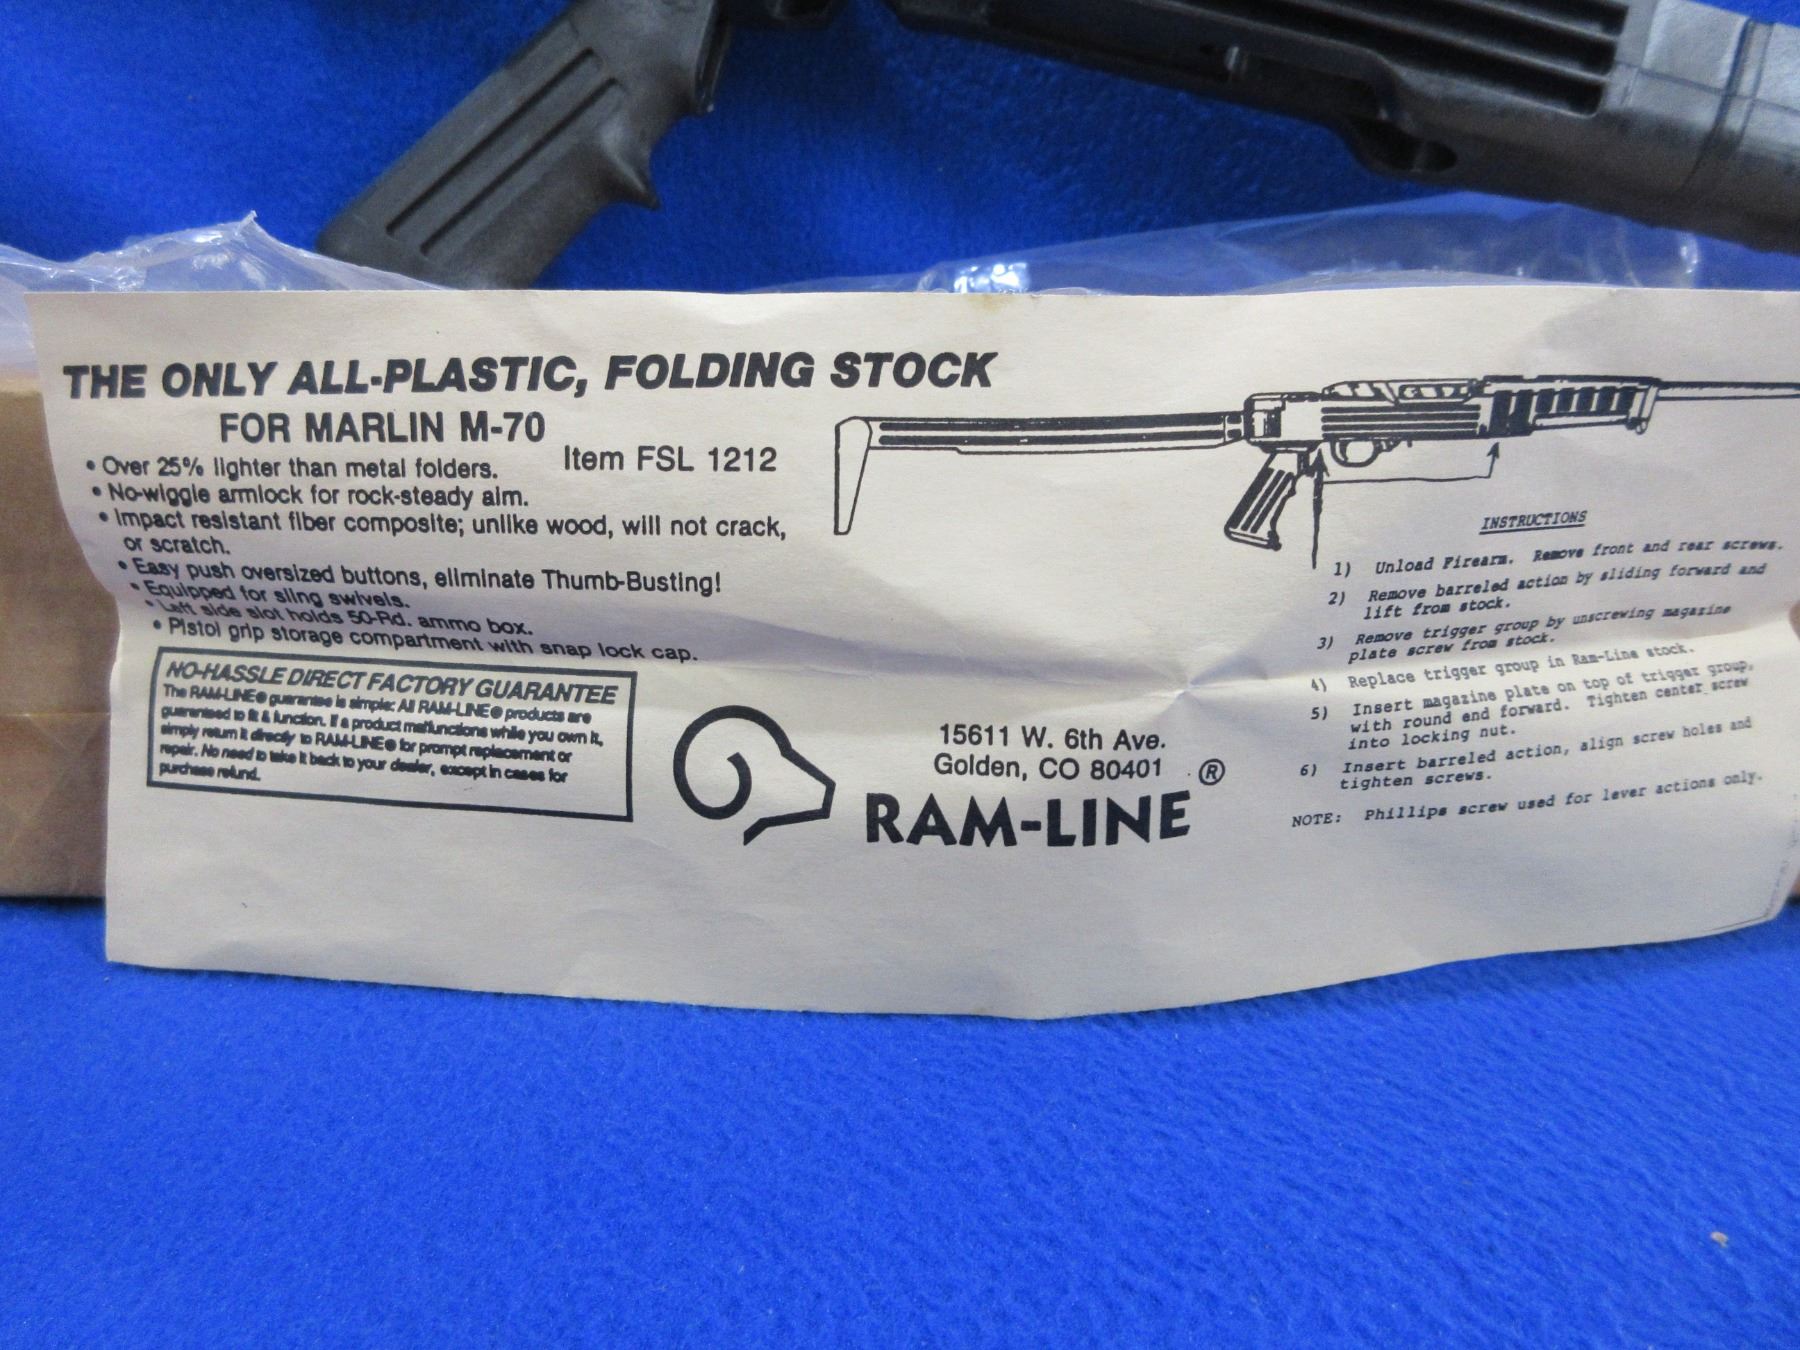 THE ONLY ALL-PLASTIC, FOLDING STOCK
FOR MARLIN M-70
Item FSL 1212
• Over 25% lighter than metal folders.
• No-wiggle armlock for rock-steady aim.
• Impact resistant fiber composite; unlike wood, will not crack,
or scratch.
• Easy push oversized buttons, eliminate Thumb-Busting!
• Equipped for sling swivels.
• Left side slot holds 50-Rd. ammo box.
• Pistol grip storage compartment with snap lock cap.
NO-HASSLE DIRECT FACTORY GUARANTEE
The RAM-LINE® guarantee is simple: All RAM-LINE® products are
guaranteed to fit & function. If a product malfunctions while you own it,
simply return it directly to RAM-LINE® for prompt replacement or
repair. No need to take it back to your dealer, except in cases for
purchase refund.
15611 W. 6th Ave.
Golden, CO 80401
RAM-LINE®
INSTRUCTIONS
1) Unload Firearm. Remove front and rear screws.
2) Remove barreled action by sliding forward and
lift from stock.
3) Remove trigger group by unscrewing magazine
plate screw from stock.
4) Replace trigger group in Ram-Line stock.
5) Insert magazine plate on top of trigger group,
with round end forward. Tighten center screw
into locking nut.
6) Insert barreled action, align screw holes and
tighten screws.
NOTE: Phillips screw used for lever actions only.